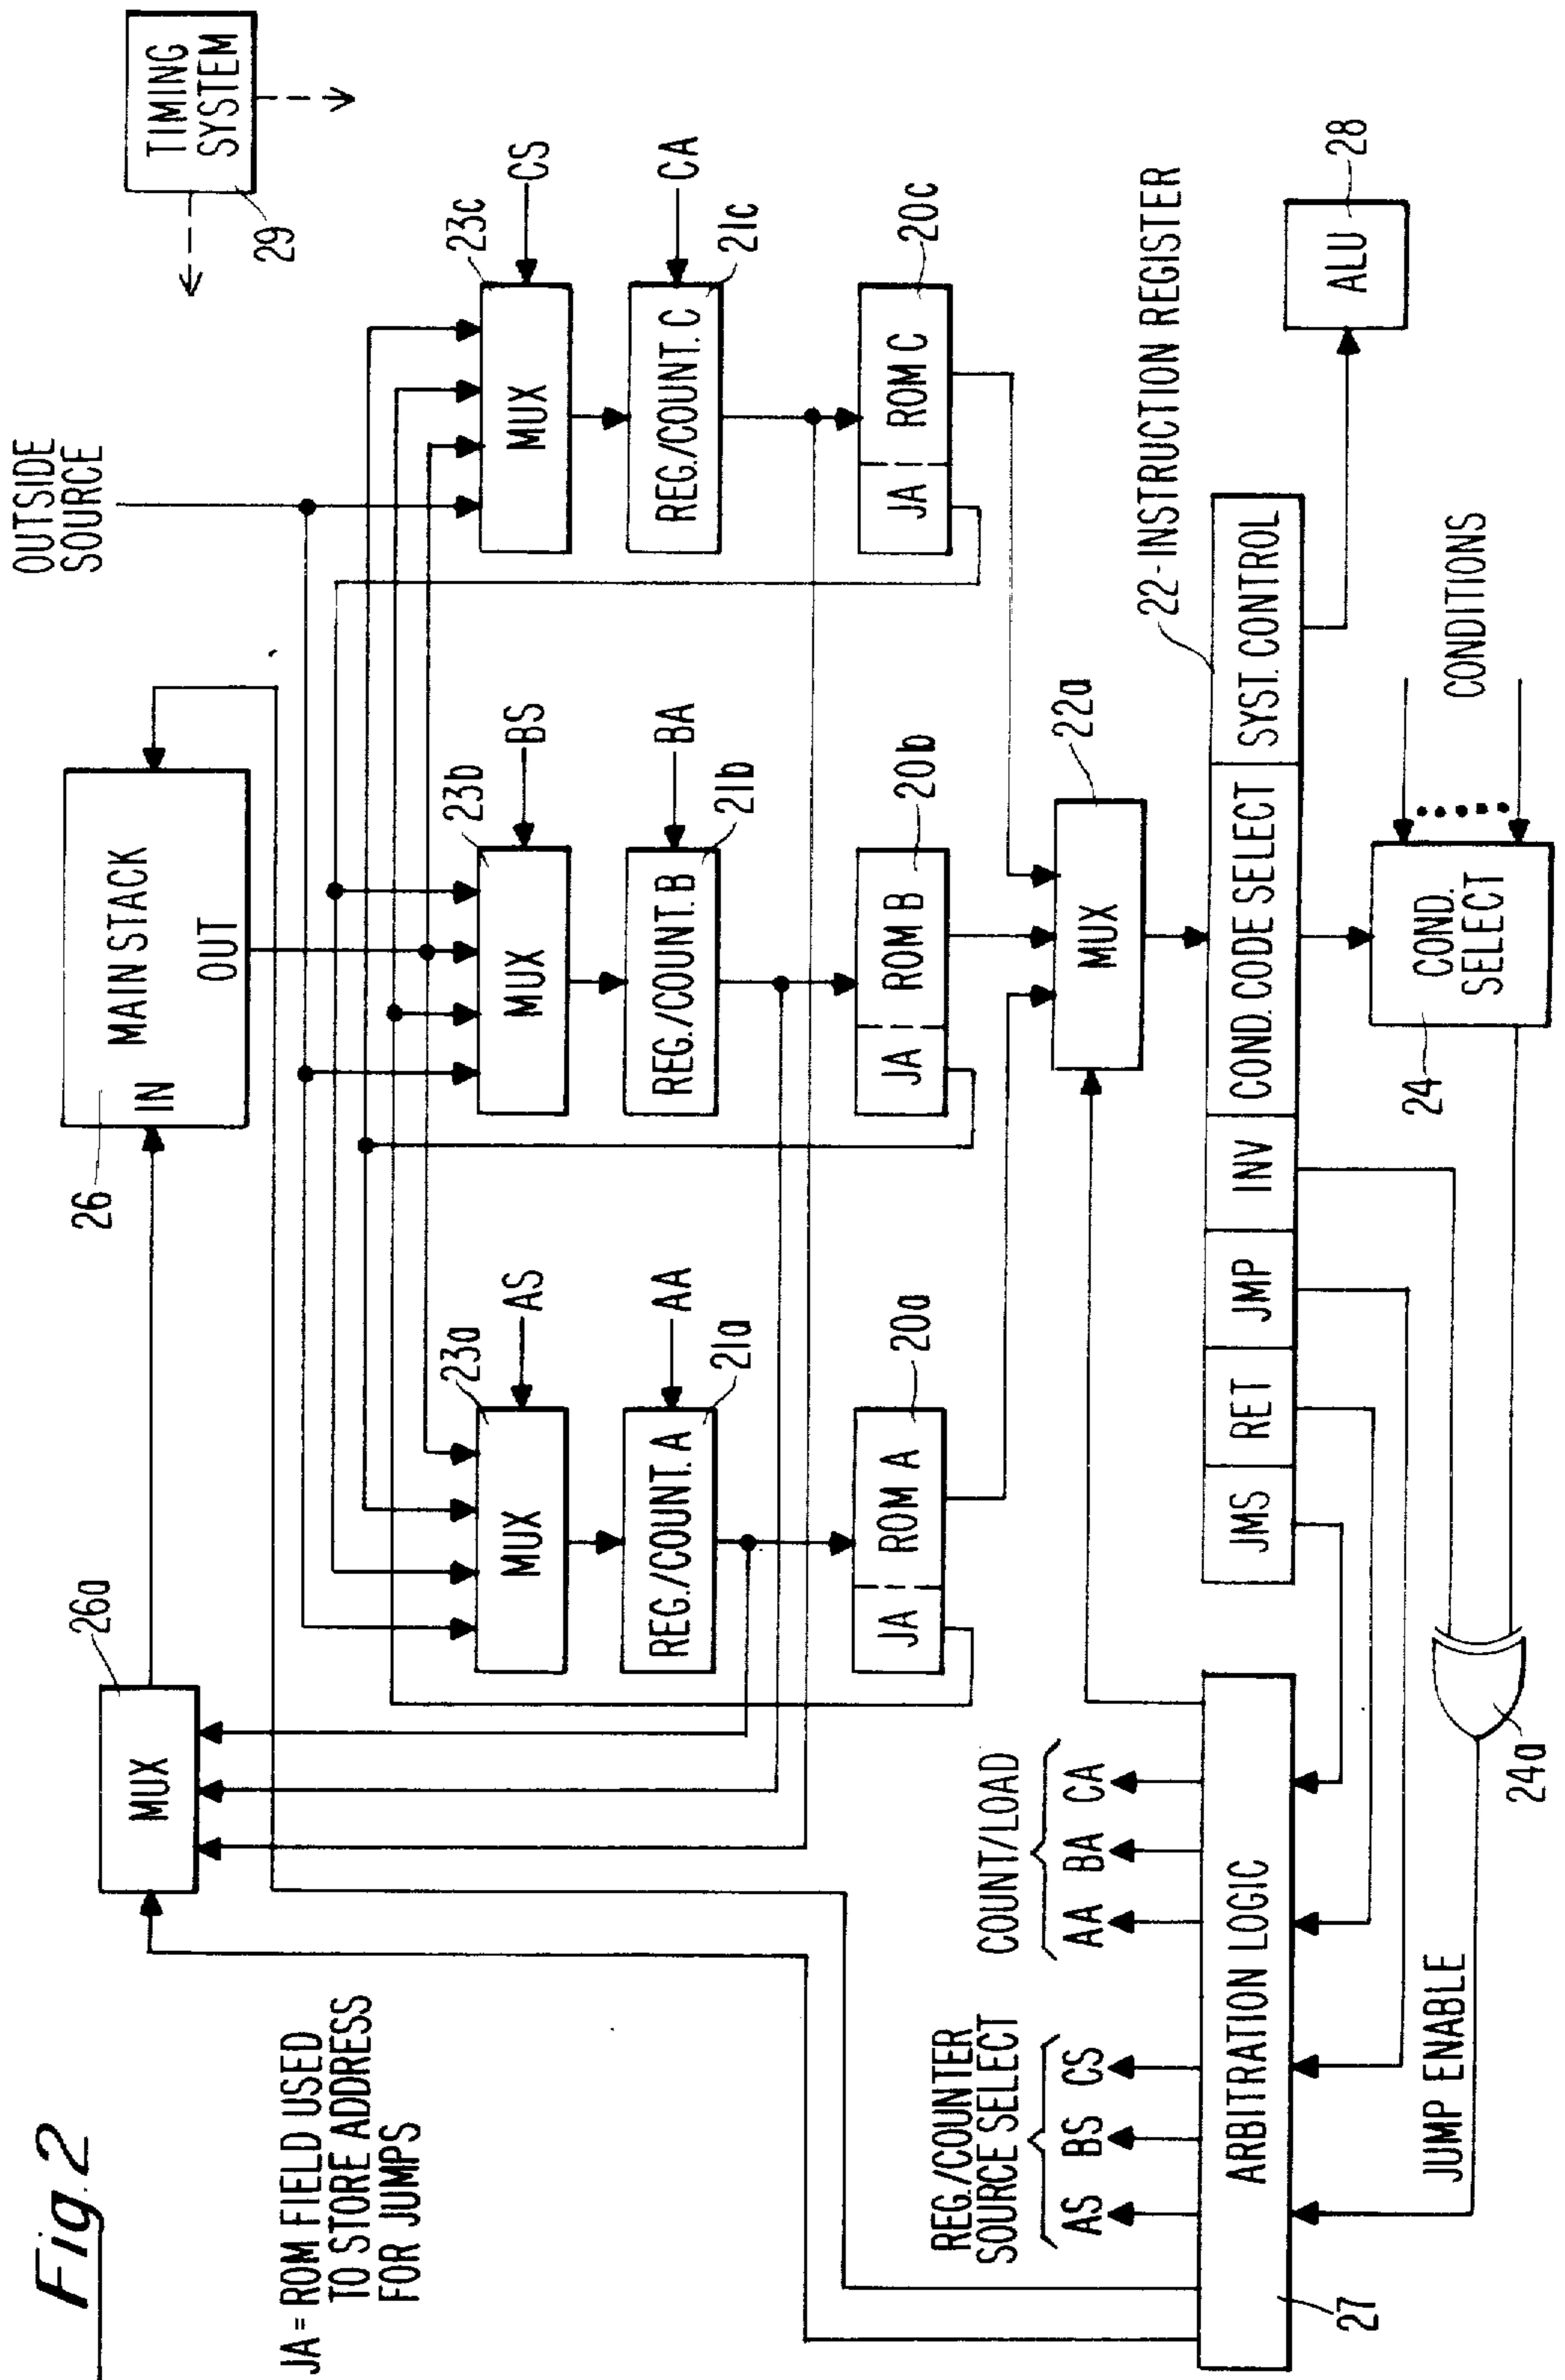 Fig. 2
JA = ROM FIELD USED
TO STORE ADDRESS
FOR JUMPS
26a
MUX
26
IN
MAIN STACK
OUT
OUTSIDE
SOURCE
TIMING
SYSTEM
29
23a
MUX
AS
23b
MUX
BS
23c
MUX
CS
REG./COUNT. A
AA
21a
REG./COUNT. B
BA
21b
REG./COUNT. C
CA
21c
JA
ROM A
20a
JA
ROM B
20b
JA
ROM C
20c
REG./COUNTER
SOURCE SELECT
AS BS CS
COUNT/LOAD
AA BA CA
MUX
22a
22-INSTRUCTION REGISTER
ARBITRATION LOGIC
27
JMS
RET
JMP
INV
COND. CODE SELECT
SYST. CONTROL
ALU
28
JUMP ENABLE
24a
24
COND.
SELECT
CONDITIONS